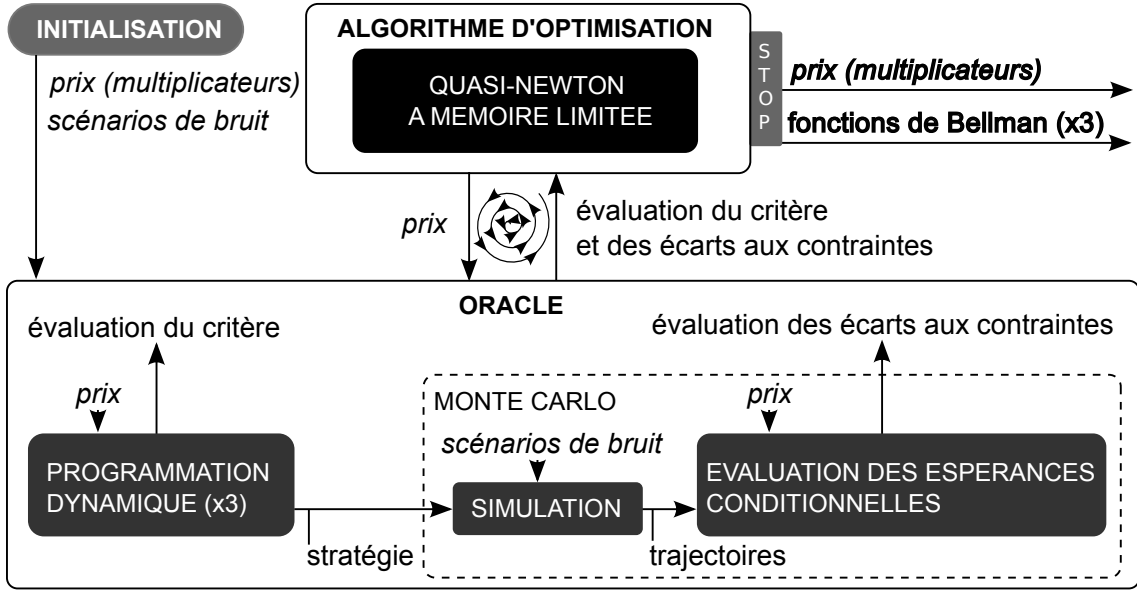 INITIALISATION
prix (multiplicateurs)
scénarios de bruit
ALGORITHME D'OPTIMISATION
QUASI-NEWTON
A MEMOIRE LIMITEE
STOP
prix (multiplicateurs)
fonctions de Bellman (x3)
prix
évaluation du critère
et des écarts aux contraintes
ORACLE
évaluation du critère
prix
PROGRAMMATION
DYNAMIQUE (x3)
stratégie
MONTE CARLO
scénarios de bruit
SIMULATION
trajectoires
évaluation des écarts aux contraintes
prix
EVALUATION DES ESPERANCES
CONDITIONNELLES